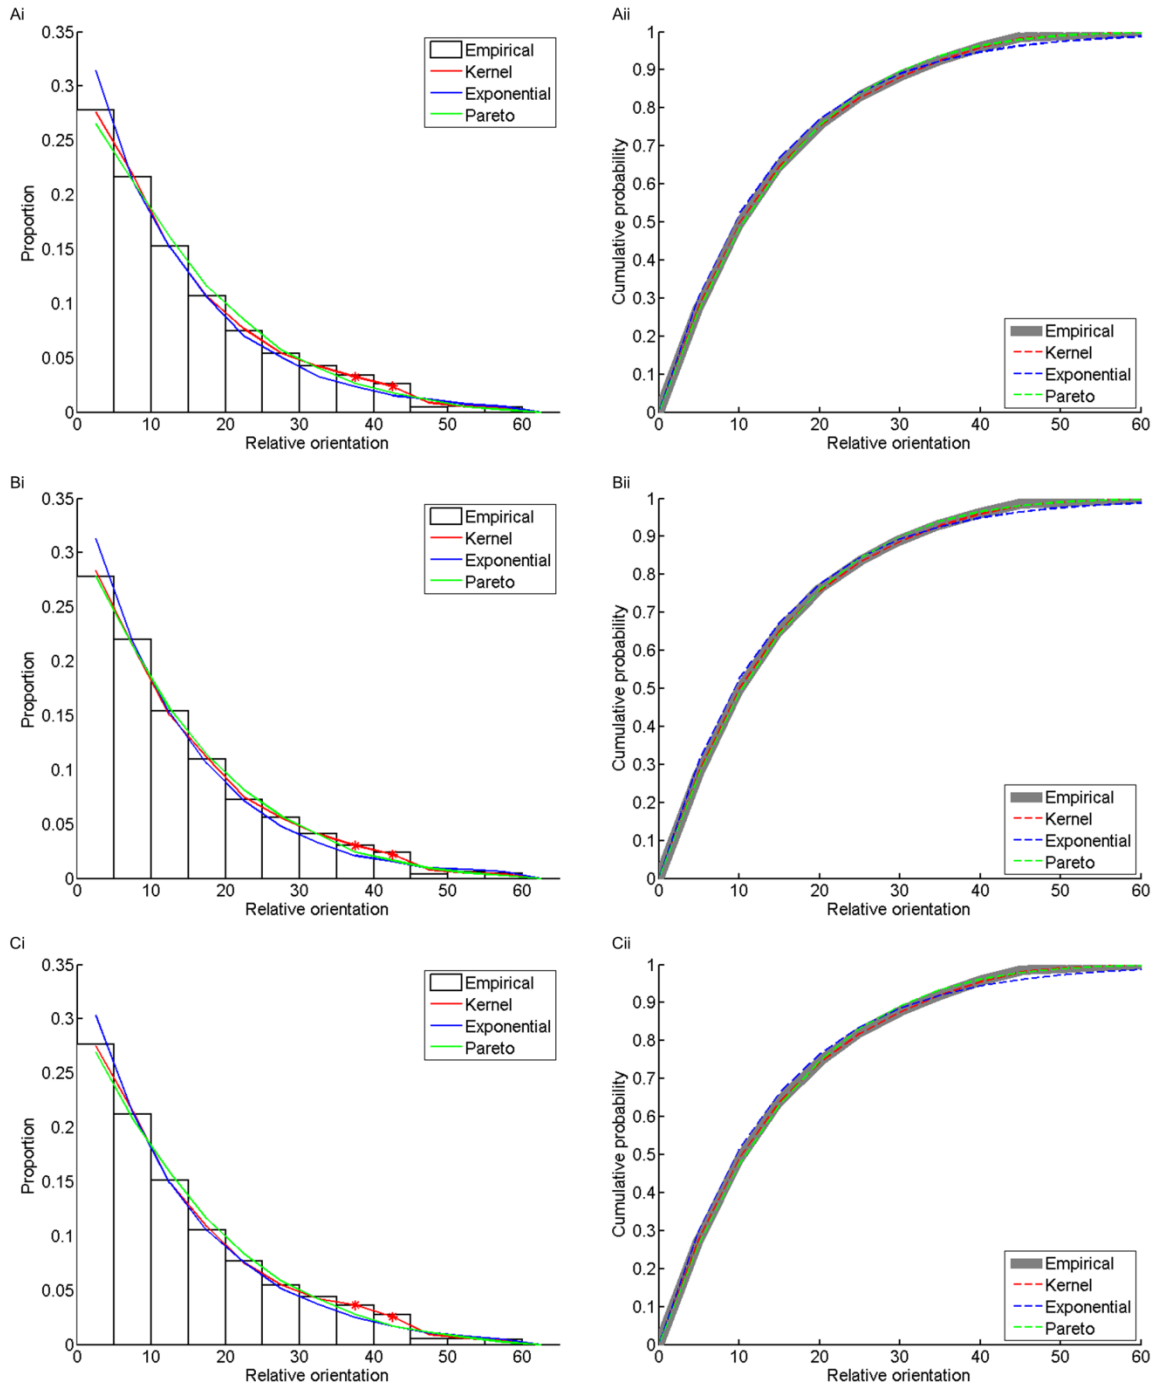 Ai
0.35
0.3
0.25
0.2
0.15
0.1
0.05
0
Proportion
0 10 20 30 40 50 60
Relative orientation
Empirical
Kernel
Exponential
Pareto
Aii
1
0.9
0.8
0.7
0.6
0.5
0.4
0.3
0.2
0.1
0
Cumulative probability
0 10 20 30 40 50 60
Relative orientation
Empirical
Kernel
Exponential
Pareto
Bi
0.35
0.3
0.25
0.2
0.15
0.1
0.05
0
Proportion
0 10 20 30 40 50 60
Relative orientation
Empirical
Kernel
Exponential
Pareto
Bii
1
0.9
0.8
0.7
0.6
0.5
0.4
0.3
0.2
0.1
0
Cumulative probability
0 10 20 30 40 50 60
Relative orientation
Empirical
Kernel
Exponential
Pareto
Ci
0.35
0.3
0.25
0.2
0.15
0.1
0.05
0
Proportion
0 10 20 30 40 50 60
Relative orientation
Empirical
Kernel
Exponential
Pareto
Cii
1
0.9
0.8
0.7
0.6
0.5
0.4
0.3
0.2
0.1
0
Cumulative probability
0 10 20 30 40 50 60
Relative orientation
Empirical
Kernel
Exponential
Pareto